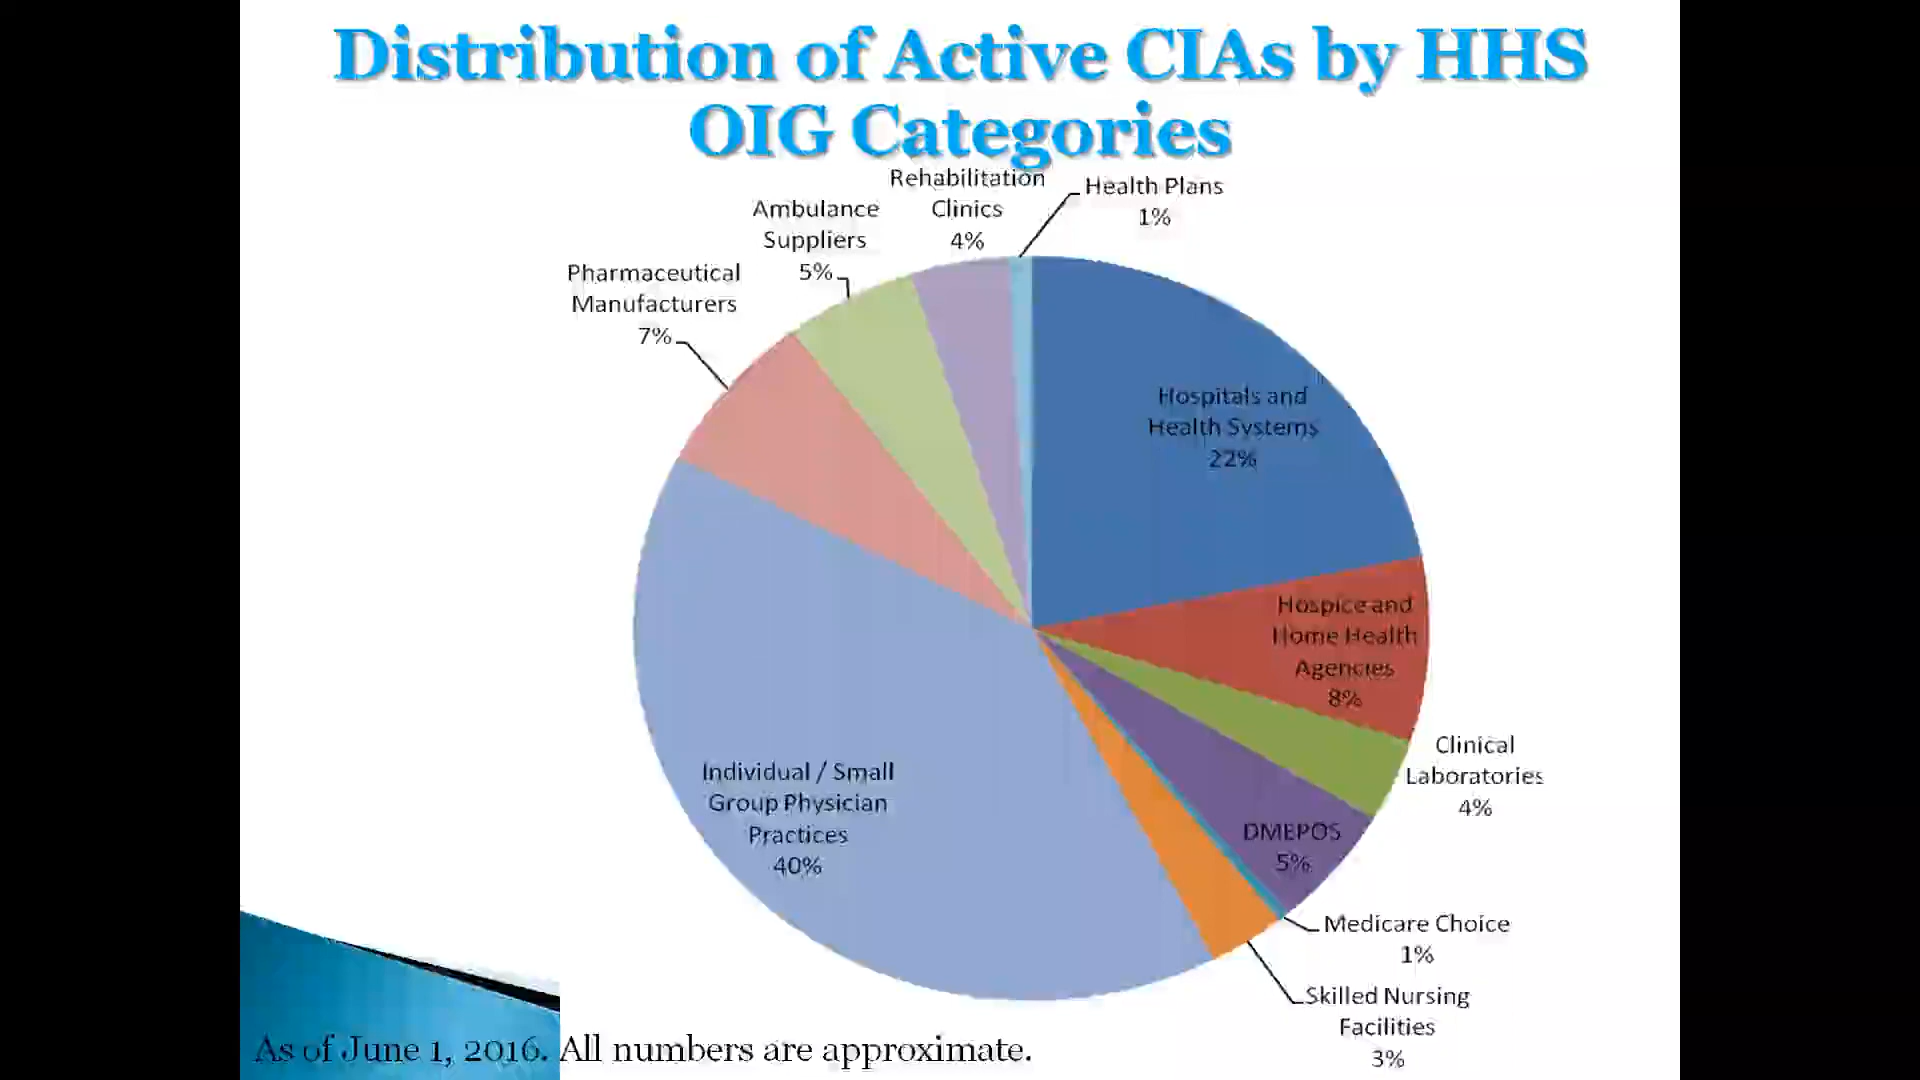 Distribution of Active CIAs by HHS
OIG Categories
Rehabilitation
Clinics
4%
Health Plans
1%
Ambulance
Suppliers
5%
Pharmaceutical
Manufacturers
7%
Hospitals and
Health Systems
22%
Hospice and
Home Health
Agencies
8%
Clinical
Laboratories
4%
DMEPOS
5%
Individual / Small
Group Physician
Practices
40%
Medicare Choice
1%
Skilled Nursing
Facilities
3%
As of June 1, 2016. All numbers are approximate.